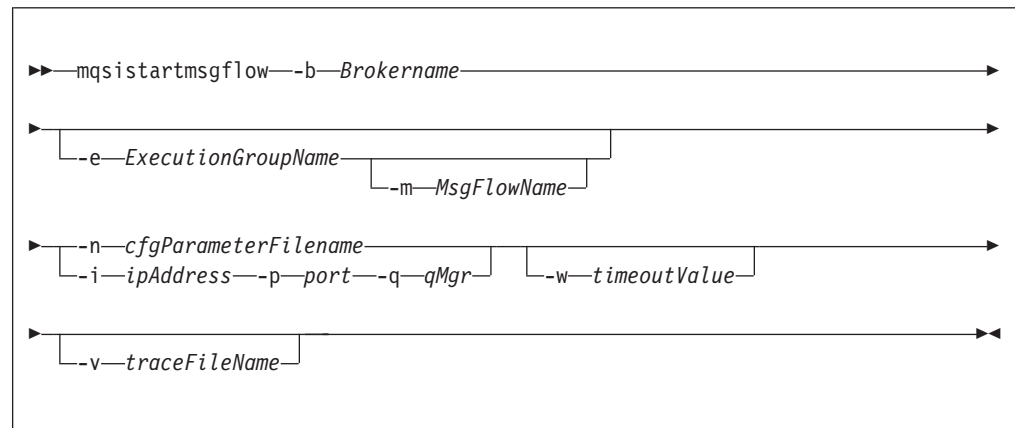 mqsistartmsgflow -b Brokername
-e ExecutionGroupName
-m MsgFlowName
-n cfgParameterFilename
-i ipAddress -p port -q qMgr
-w timeoutValue
-v traceFileName